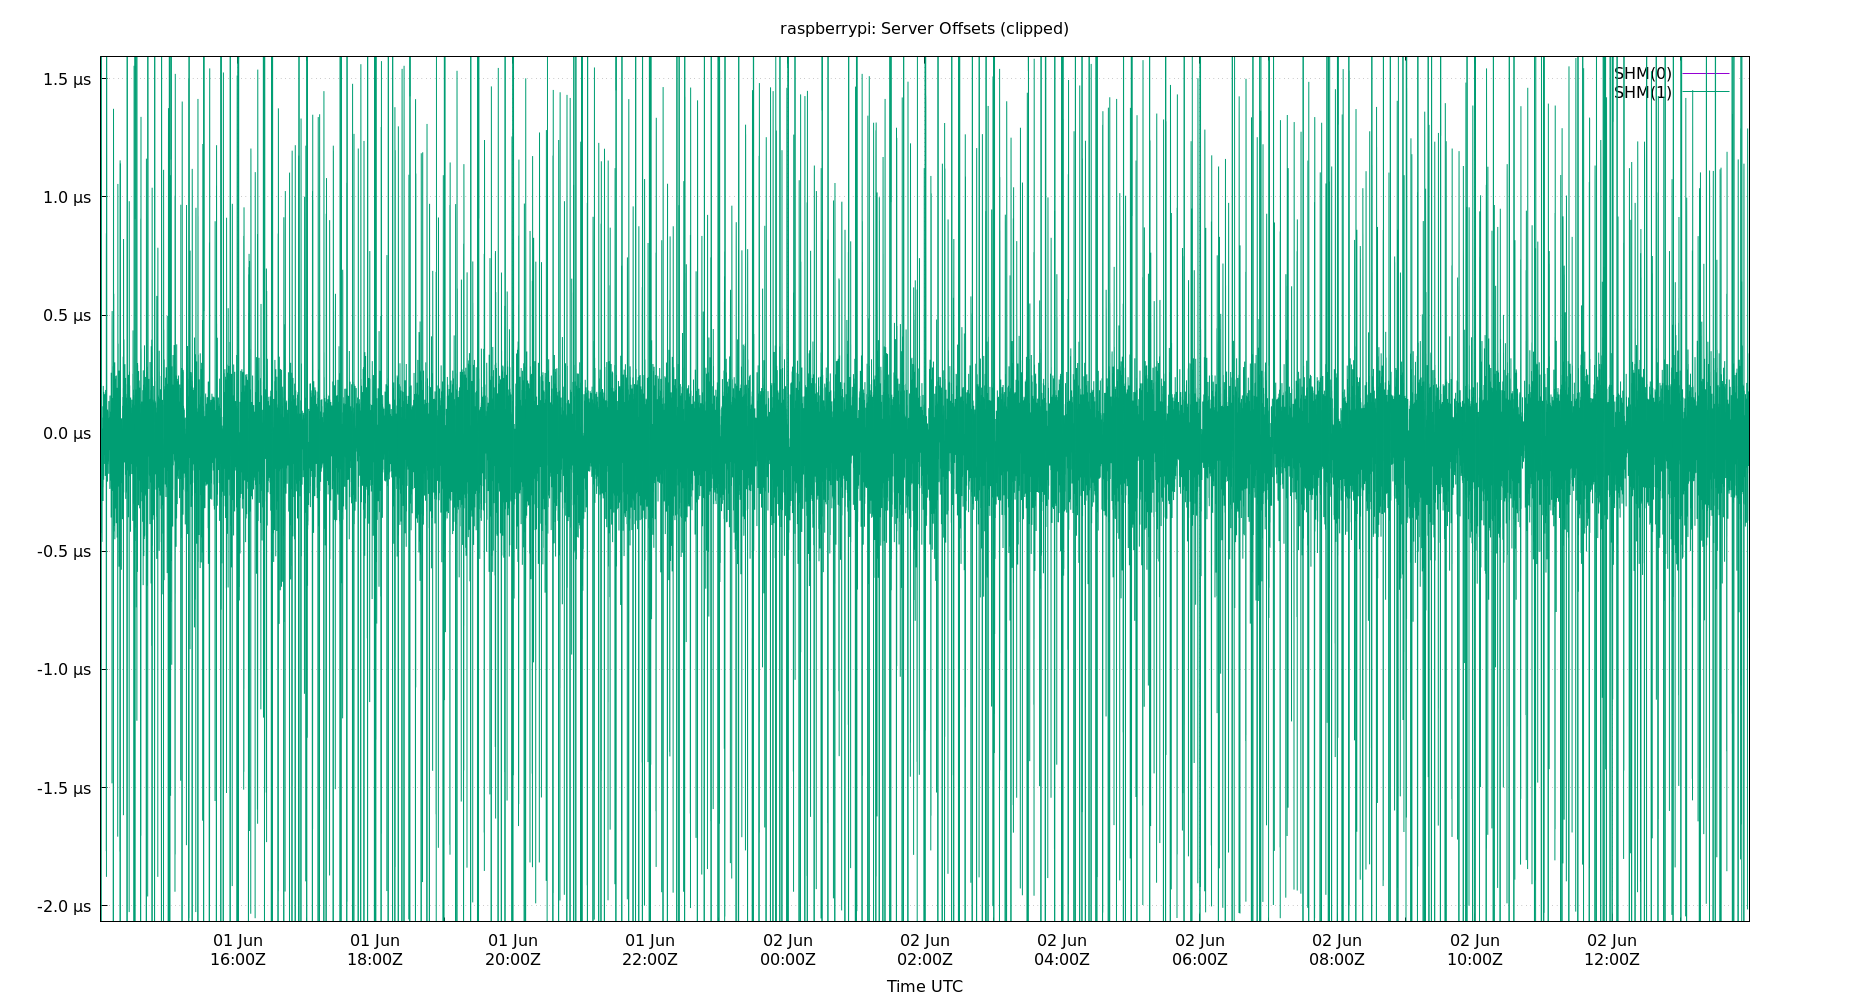 raspberrypi: Server Offsets (clipped)
1.5 µs
1.0 µs
0.5 µs
0.0 µs
-0.5 µs
-1.0 µs
-1.5 µs
-2.0 µs
SHM(0)
SHM(1)
01 Jun 01 Jun 01 Jun 01 Jun 02 Jun 02 Jun 02 Jun 02 Jun 02 Jun 02 Jun 02 Jun
16:00Z 18:00Z 20:00Z 22:00Z 00:00Z 02:00Z 04:00Z 06:00Z 08:00Z 10:00Z 12:00Z
Time UTC